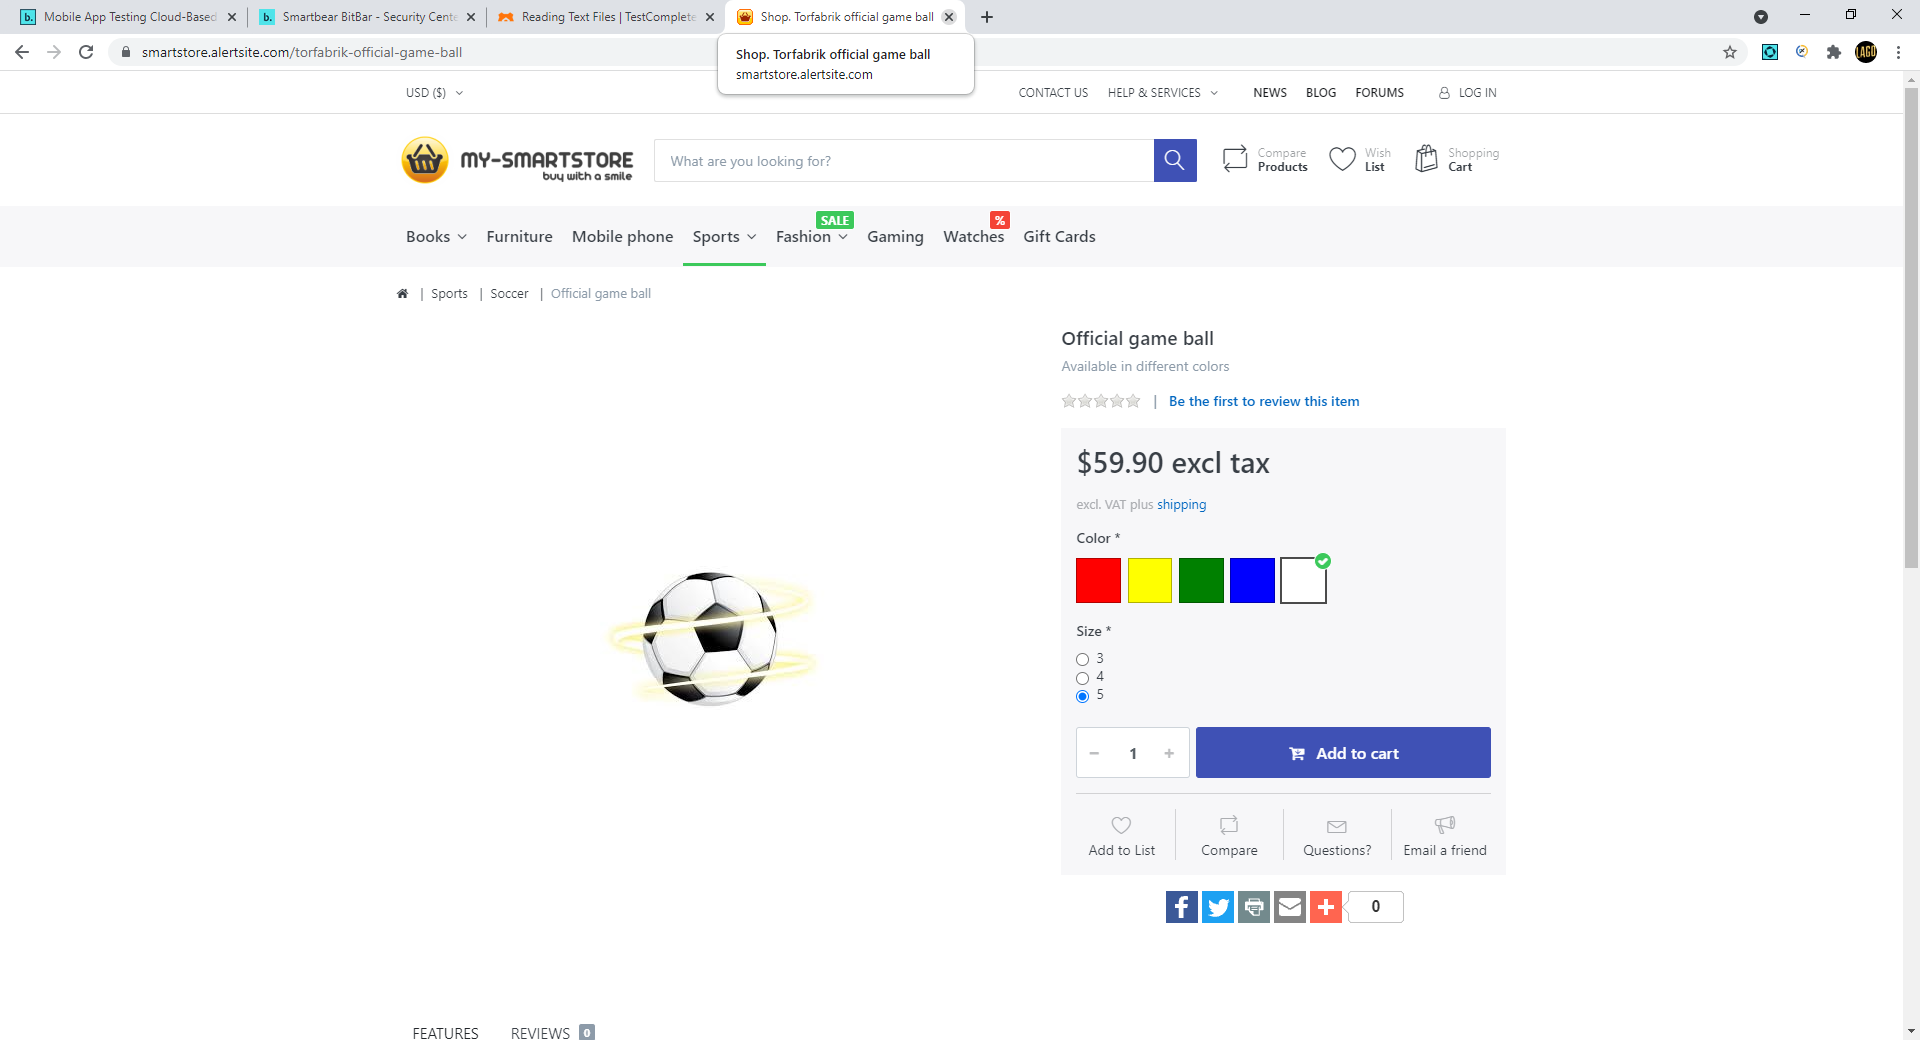 Mobile App Testing Cloud-Based
Smartbear BitBar - Security Cente
Reading Text Files | TestComplete
Shop. Torfabrik official game ball
smartstore.alertsite.com/torfabrik-official-game-ball
Shop. Torfabrik official game ball
smartstore.alertsite.com
USD ($)
CONTACT US
HELP & SERVICES
NEWS
BLOG
FORUMS
LOG IN
MY-SMARTSTORE
buy with a smile
What are you looking for?
Compare
Products
Wish
List
Shopping
Cart
Books
Furniture
Mobile phone
Sports
SALE
Fashion
Gaming
%
Watches
Gift Cards
| Sports | Soccer | Official game ball
Official game ball
Available in different colors
| Be the first to review this item
$59.90 excl tax
excl. VAT plus shipping
Color *
Size *
3
4
5
− 1 +
Add to cart
Add to List
Compare
Questions?
Email a friend
0
FEATURES
REVIEWS 0